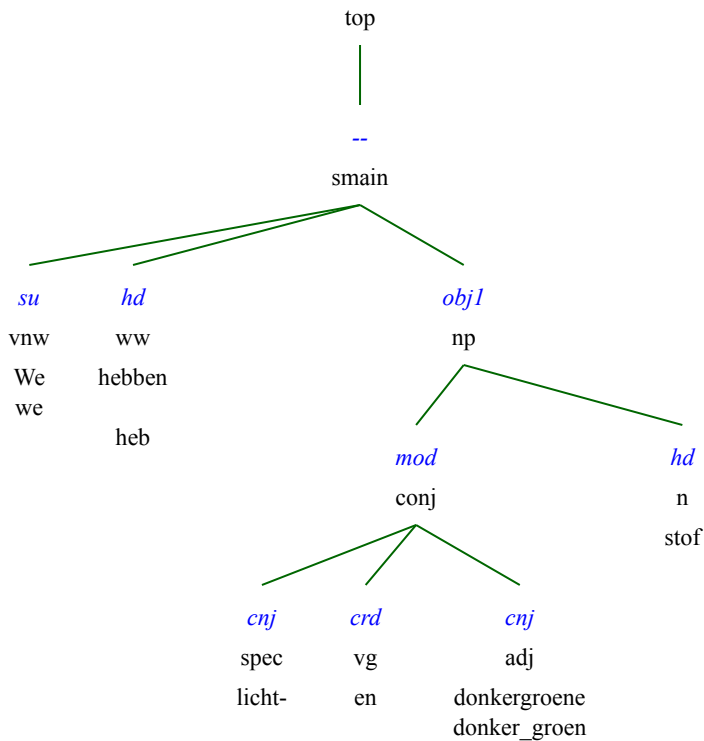 top
--
smain
su hd obj1
vnw ww np
We hebben
we
heb
mod hd
conj n
stof
cnj crd cnj
spec vg adj
licht- en donkergroene
donker_groen